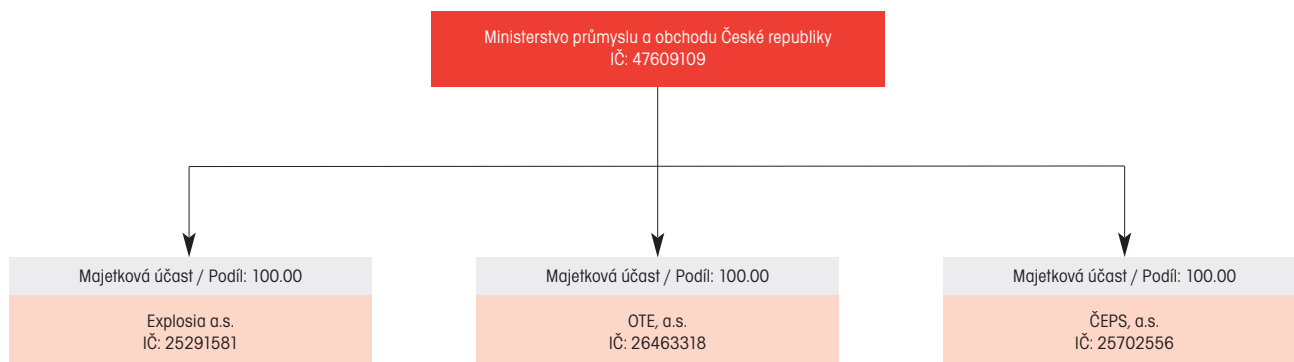 Ministerstvo průmyslu a obchodu České republiky
IČ: 47609109
Majetková účast / Podíl: 100.00
Explosia a.s.
IČ: 25291581
Majetková účast / Podíl: 100.00
OTE, a.s.
IČ: 26463318
Majetková účast / Podíl: 100.00
ČEPS, a.s.
IČ: 25702556